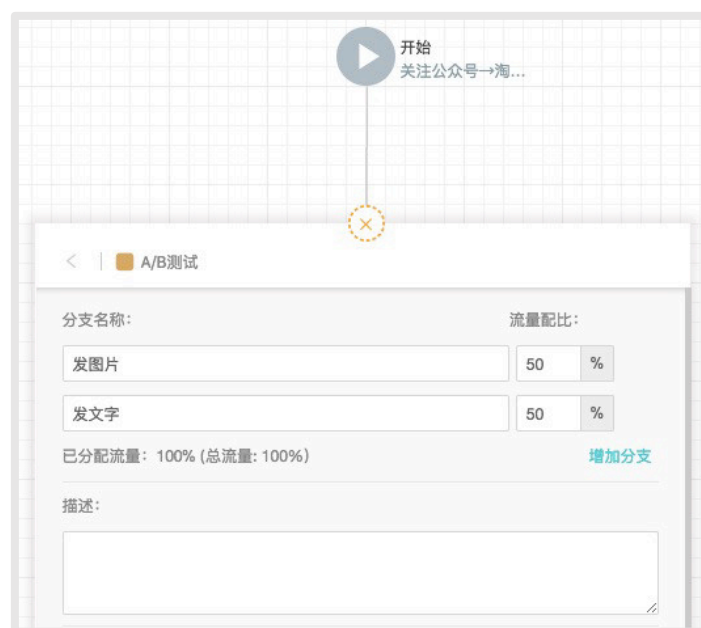 开始
关注公众号→淘...
A/B测试
分支名称：
流量配比：
发图片
50
%
发文字
50
%
已分配流量：100% (总流量: 100%)
增加分支
描述：